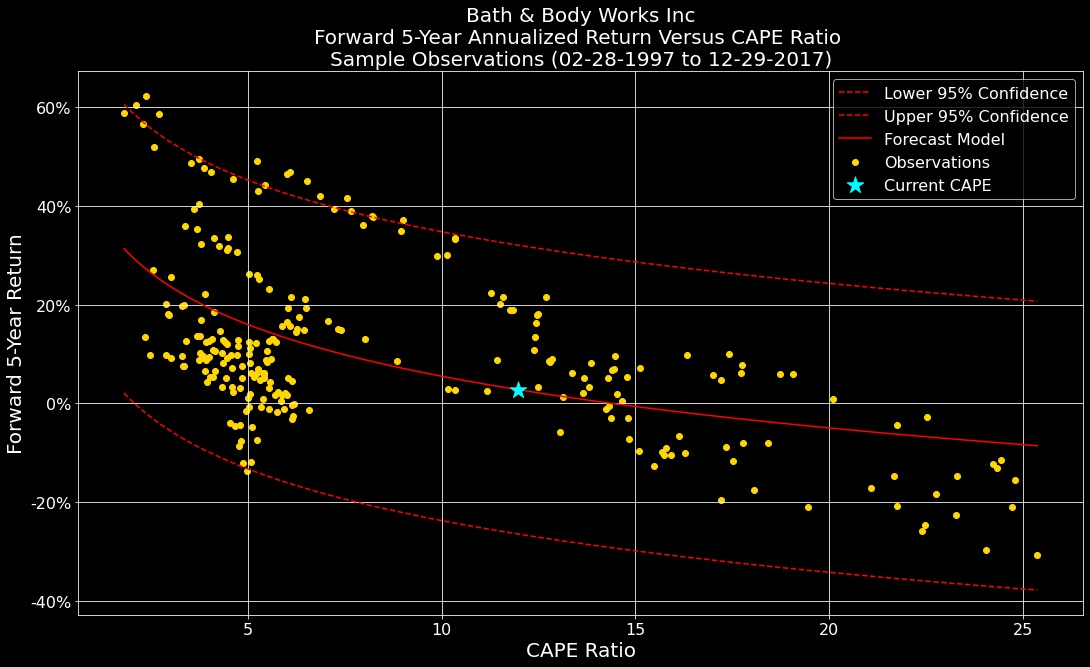 Bath & Body Works Inc
Forward 5-Year Annualized Return Versus CAPE Ratio
Sample Observations (02-28-1997 to 12-29-2017)
Lower 95% Confidence
Upper 95% Confidence
Forecast Model
Observations
Current CAPE
Forward 5-Year Return
60%
40%
20%
0%
-20%
-40%
5
10
15
20
25
CAPE Ratio